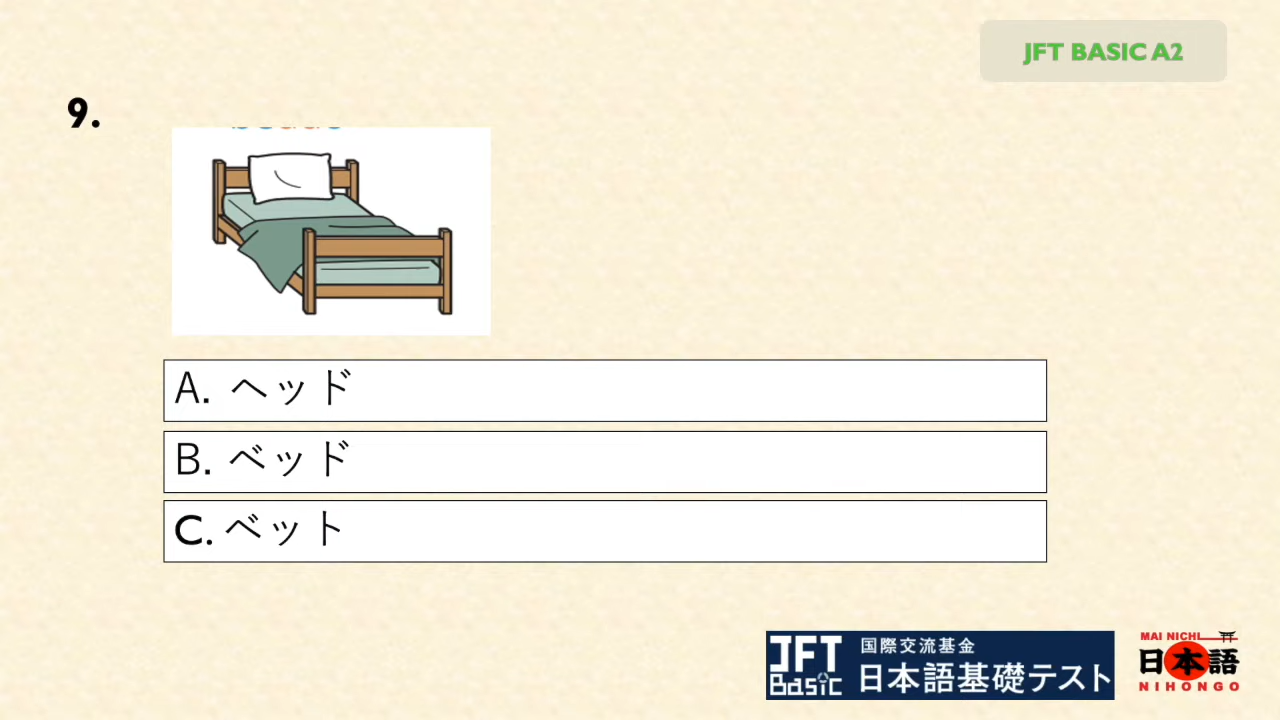 JFT BASIC A2
9.
A. ヘッド
B. ベッド
C. ベット
JFT Basic
国際交流基金
日本語基礎テスト
MAI NICHI
日本語
NIHONGO